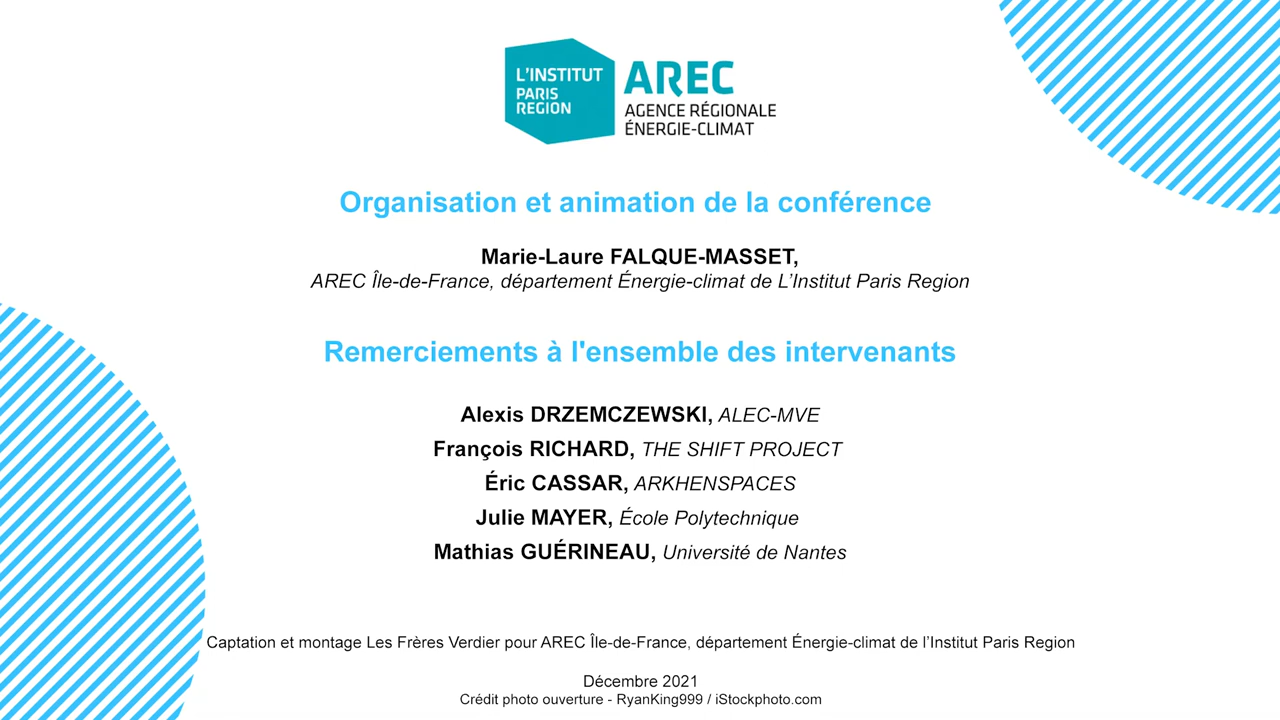 L'INSTITUT
PARIS
REGION
AREC
AGENCE RÉGIONALE
ÉNERGIE-CLIMAT
Organisation et animation de la conférence
Marie-Laure FALQUE-MASSET,
AREC Île-de-France, département Énergie-climat de L'Institut Paris Region
Remerciements à l'ensemble des intervenants
Alexis DRZEMCZEWSKI, ALEC-MVE
François RICHARD, THE SHIFT PROJECT
Éric CASSAR, ARKHENSPACES
Julie MAYER, École Polytechnique
Mathias GUÉRINEAU, Université de Nantes
Captation et montage Les Frères Verdier pour AREC Île-de-France, département Énergie-climat de l'Institut Paris Region
Décembre 2021
Crédit photo ouverture - RyanKing999 / iStockphoto.com